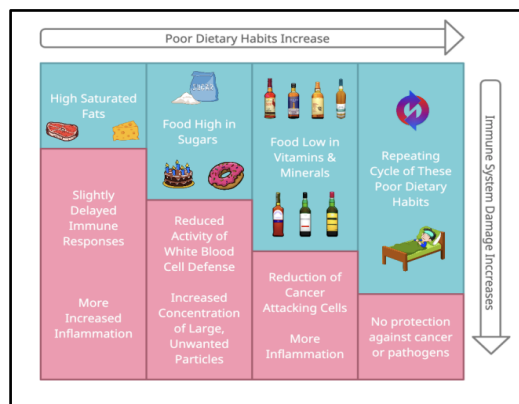 Poor Dietary Habits Increase
High Saturated
Fats
Slightly
Delayed
Immune
Responses
More
Increased
Inflammation
SUGAR
Food High in
Sugars
Reduced
Activity of
White Blood
Cell Defense
Increased
Concentration
of Large,
Unwanted
Particles
Food Low in
Vitamins &
Minerals
Reduction of
Cancer
Attacking Cells
More
Inflammation
Repeating
Cycle of These
Poor Dietary
Habits
No protection
against cancer
or pathogens
Immune System Damage Inccreases